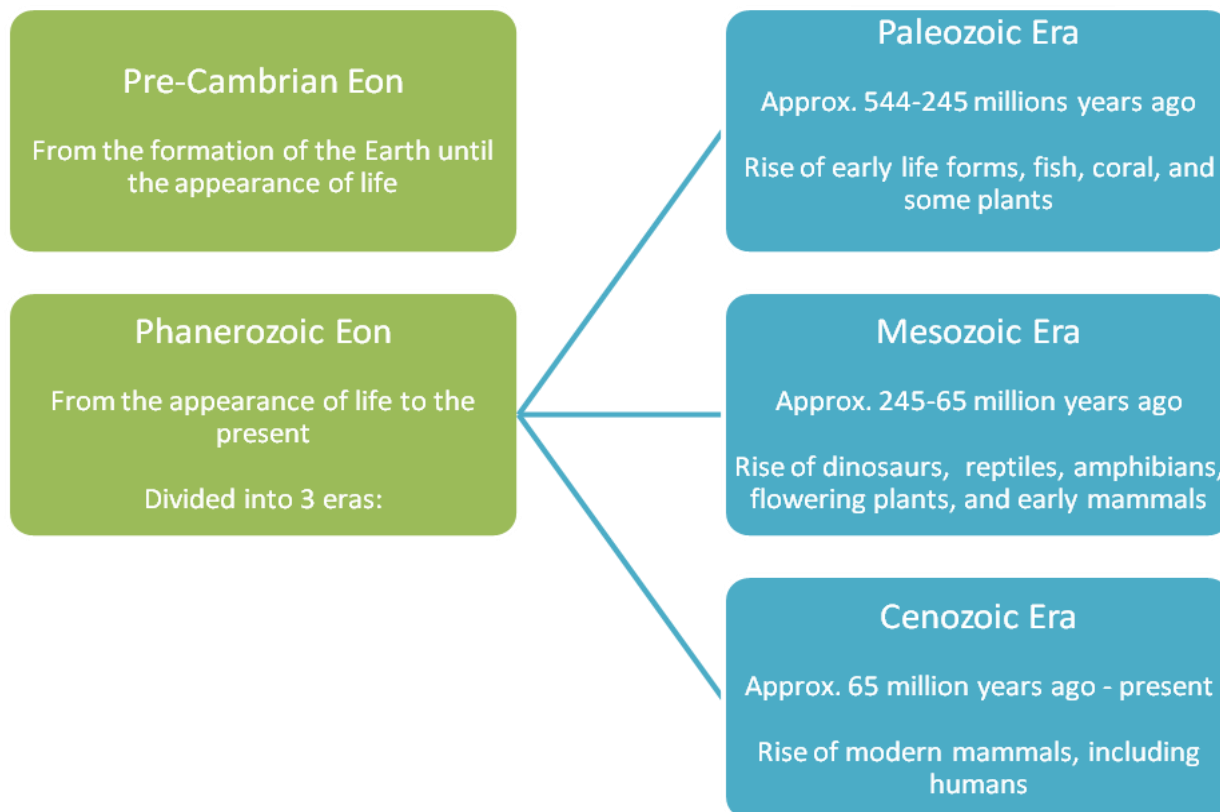 Pre-Cambrian Eon
From the formation of the Earth until
the appearance of life
Phanerozoic Eon
From the appearance of life to the
present
Divided into 3 eras:
Paleozoic Era
Approx. 544-245 millions years ago
Rise of early life forms, fish, coral, and
some plants
Mesozoic Era
Approx. 245-65 million years ago
Rise of dinosaurs, reptiles, amphibians,
flowering plants, and early mammals
Cenozoic Era
Approx. 65 million years ago - present
Rise of modern mammals, including
humans